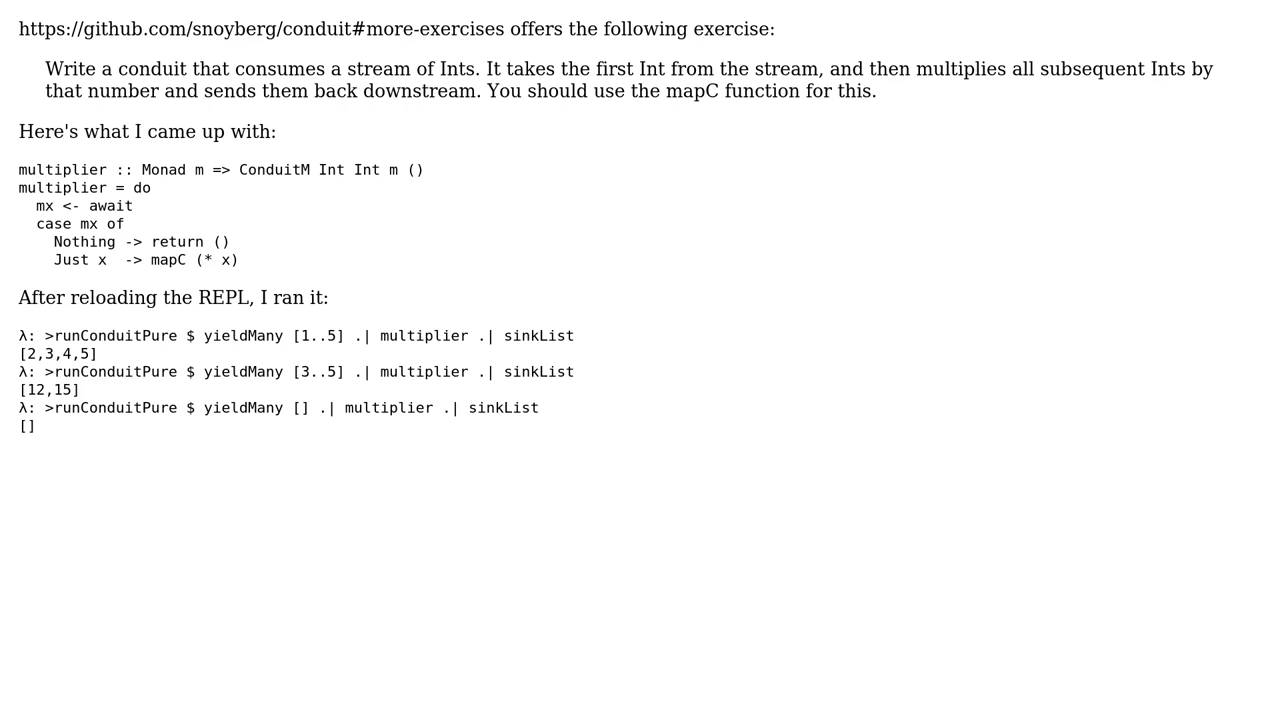 https://github.com/snoyberg/conduit#more-exercises offers the following exercise:
Write a conduit that consumes a stream of Ints. It takes the first Int from the stream, and then multiplies all subsequent Ints by
that number and sends them back downstream. You should use the mapC function for this.
Here's what I came up with:
multiplier :: Monad m => ConduitM Int Int m ()
multiplier = do
  mx <- await
  case mx of
    Nothing -> return ()
    Just x  -> mapC (* x)
After reloading the REPL, I ran it:
λ: >runConduitPure $ yieldMany [1..5] .| multiplier .| sinkList
[2,3,4,5]
λ: >runConduitPure $ yieldMany [3..5] .| multiplier .| sinkList
[12,15]
λ: >runConduitPure $ yieldMany [] .| multiplier .| sinkList
[]